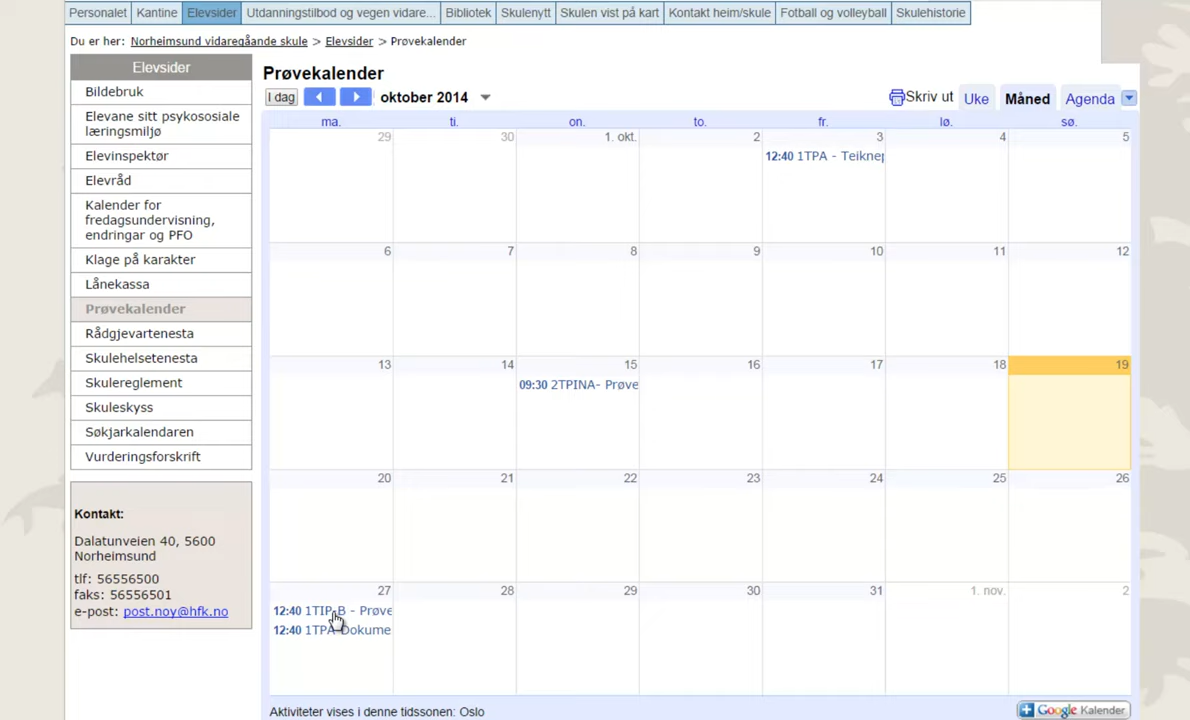 Personalet Kantine Elevsider Utdanningstilbod og vegen vidare... Bibliotek Skulenytt Skulen vist på kart Kontakt heim/skule Fotball og volleyball Skulehistorie
Du er her: Norheimsund vidaregåande skule > Elevsider > Prøvekalender
Elevsider
Bildebruk
Elevane sitt psykososiale
læringsmiljø
Elevinspektør
Elevråd
Kalender for
fredagsundervisning,
endringar og PFO
Klage på karakter
Lånekassa
Prøvekalender
Rådgjevartenesta
Skulehelsetenesta
Skulereglement
Skuleskyss
Søkjarkalendaren
Vurderingsforskrift
Kontakt:
Dalatunveien 40, 5600
Norheimsund
tlf: 56556500
faks: 56556501
e-post: post.noy@hfk.no
Prøvekalender
I dag oktober 2014 Skriv ut Uke Måned Agenda
ma. ti. on. to. fr. lø. sø.
29 30 1. okt. 2 3 4 5
12:40 1TPA - Teiknep
6 7 8 9 10 11 12
13 14 15 16 17 18 19
09:30 2TPINA- Prøve
20 21 22 23 24 25 26
27 28 29 30 31 1. nov. 2
12:40 1TIP-B - Prøve
12:40 1TPA-Dokume
Aktiviteter vises i denne tidssonen: Oslo
Google Kalender